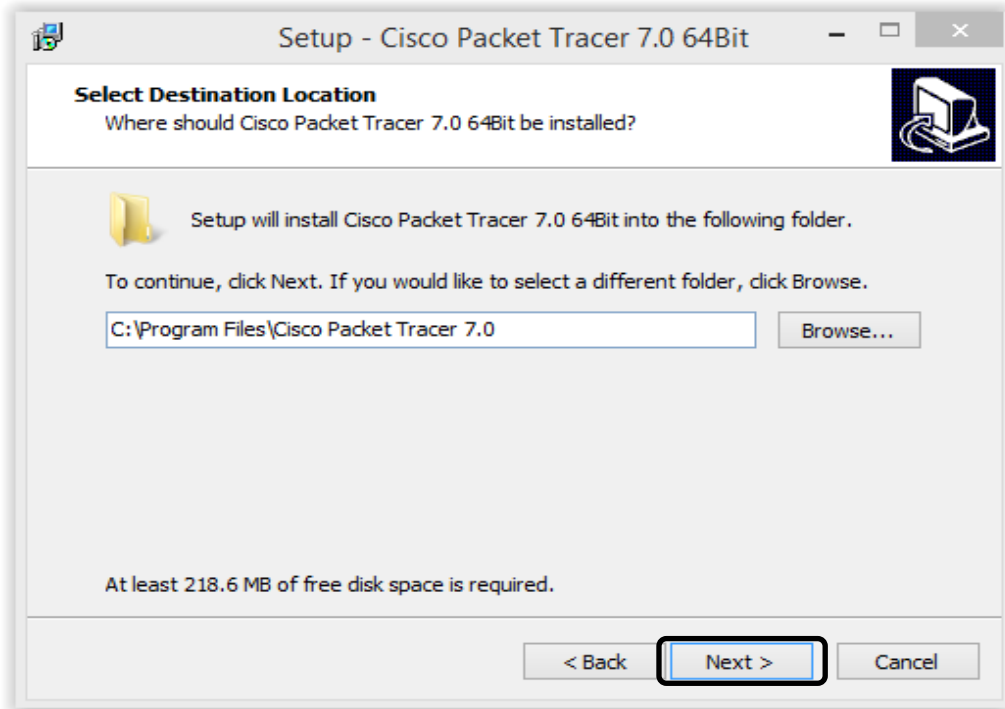 Setup - Cisco Packet Tracer 7.0 64Bit
Select Destination Location
Where should Cisco Packet Tracer 7.0 64Bit be installed?
Setup will install Cisco Packet Tracer 7.0 64Bit into the following folder.
To continue, click Next. If you would like to select a different folder, click Browse.
C:\Program Files\Cisco Packet Tracer 7.0
Browse...
At least 218.6 MB of free disk space is required.
< Back
Next >
Cancel